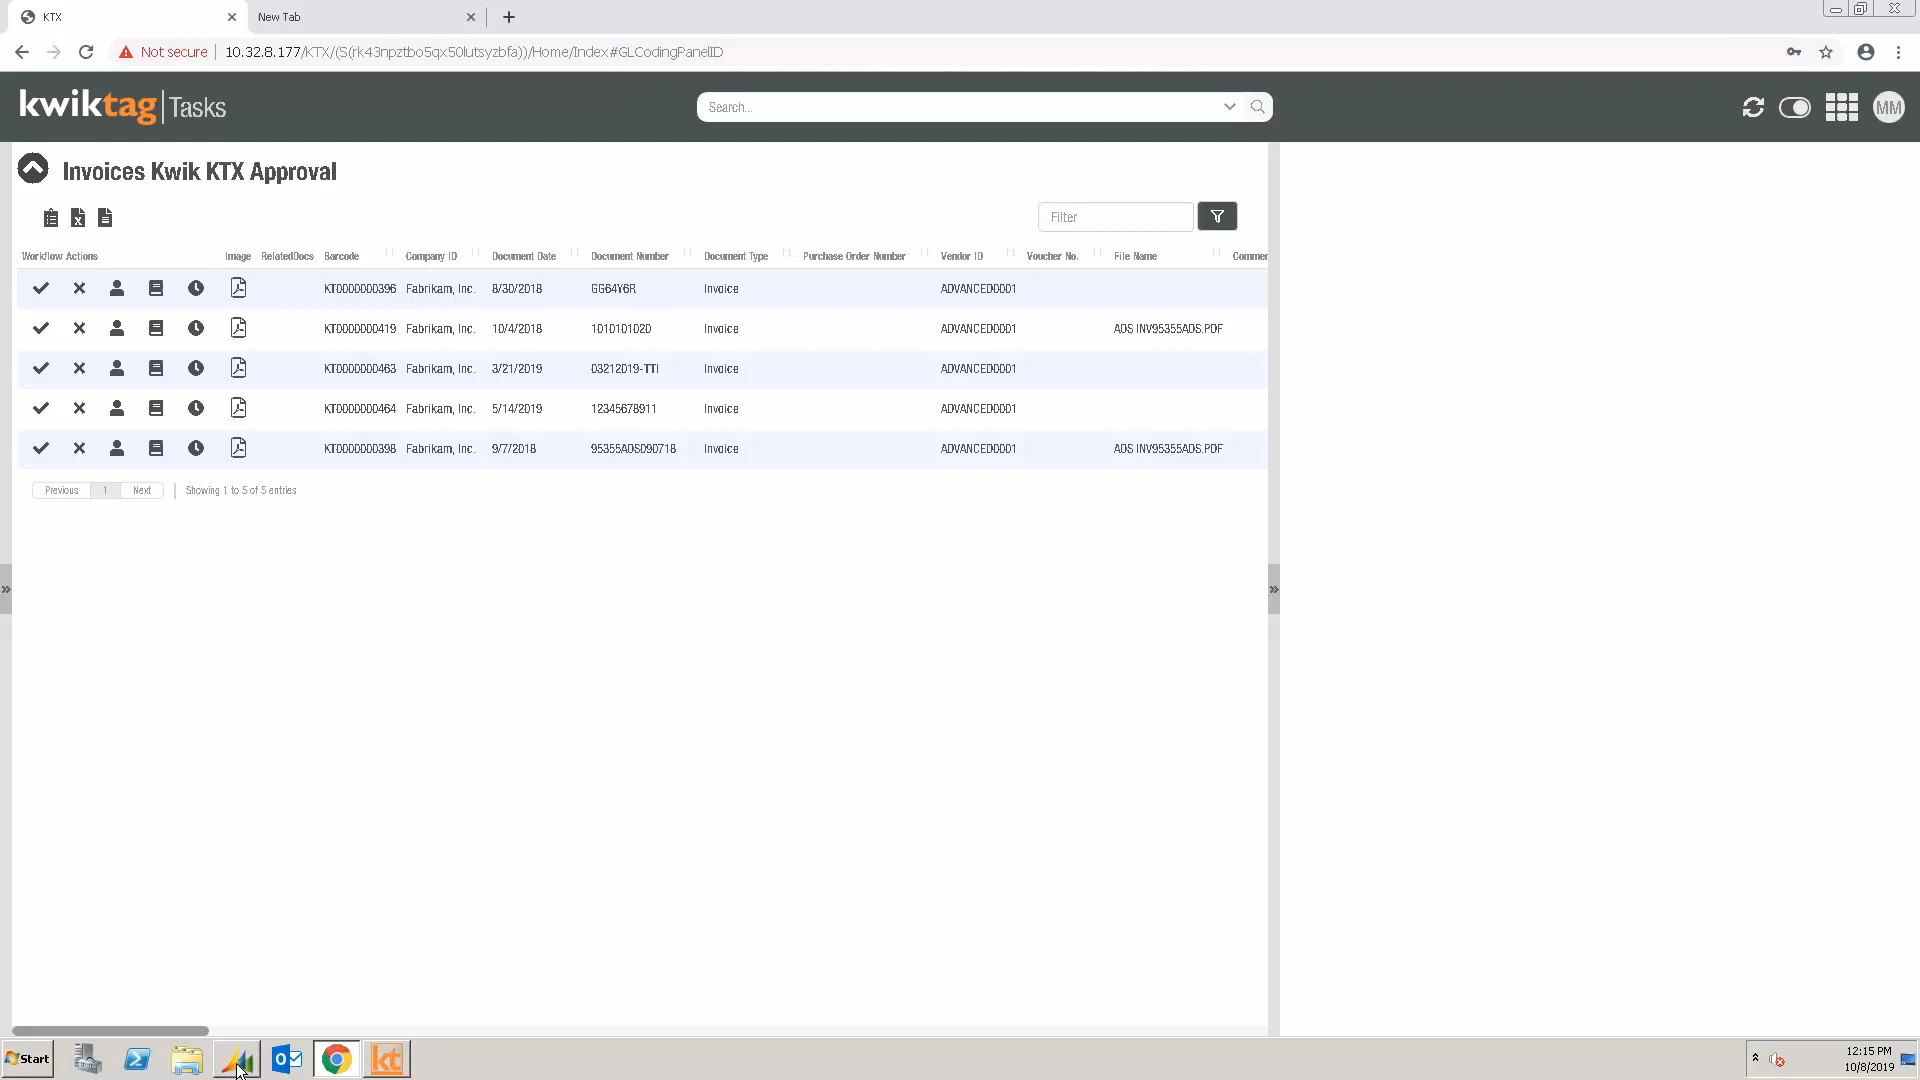 KTX
New Tab
Not secure
10.32.8.177/KTX/(S(rk43npztbo5qx50lutsyzbfa))/Home/Index#GLCodingPanelID
kwiktag|Tasks
Search...
MM
Invoices Kwik KTX Approval
Filter
Workflow Actions Image RelatedDocs Barcode Company ID Document Date Document Number Document Type Purchase Order Number Vendor ID Voucher No. File Name Commer
KT0000000396 Fabrikam, Inc. 8/30/2018 GG64Y6R Invoice ADVANCED0001
KT0000000419 Fabrikam, Inc. 10/4/2018 1010101020 Invoice ADVANCED0001 ADS INV95355ADS.PDF
KT0000000463 Fabrikam, Inc. 3/21/2019 03212019-TTI Invoice ADVANCED0001
KT0000000464 Fabrikam, Inc. 5/14/2019 12345678911 Invoice ADVANCED0001
KT0000000398 Fabrikam, Inc. 9/7/2018 95355ADS090718 Invoice ADVANCED0001 ADS INV95355ADS.PDF
Previous 1 Next | Showing 1 to 5 of 5 entries
Start
kt
12:15 PM
10/8/2019